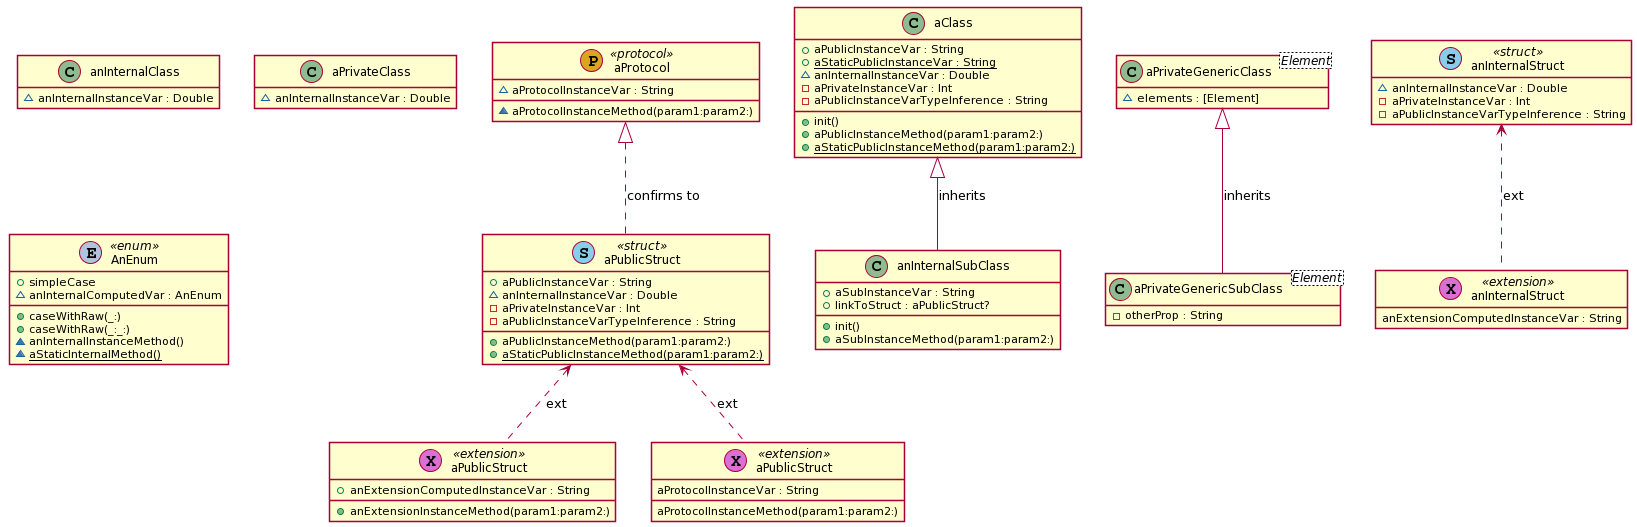 anInternalClass
anInternalInstanceVar : Double
aPrivateClass
anInternalInstanceVar : Double
«protocol»
aProtocol
aProtocolInstanceVar : String
aProtocolInstanceMethod(param1:param2:)
aClass
aPublicInstanceVar : String
aStaticPublicInstanceVar : String
anInternalInstanceVar : Double
aPrivateInstanceVar : Int
aPublicInstanceVarTypeInference : String
init()
aPublicInstanceMethod(param1:param2:)
aStaticPublicInstanceMethod(param1:param2:)
Element
aPrivateGenericClass
elements : [Element]
«struct»
anInternalStruct
anInternalInstanceVar : Double
aPrivateInstanceVar : Int
aPublicInstanceVarTypeInference : String
confirms to
inherits
inherits
ext
«enum»
AnEnum
simpleCase
anInternalComputedVar : AnEnum
caseWithRaw(_:)
caseWithRaw(_:_:)
anInternalInstanceMethod()
aStaticInternalMethod()
«struct»
aPublicStruct
aPublicInstanceVar : String
anInternalInstanceVar : Double
aPrivateInstanceVar : Int
aPublicInstanceVarTypeInference : String
aPublicInstanceMethod(param1:param2:)
aStaticPublicInstanceMethod(param1:param2:)
anInternalSubClass
aSubInstanceVar : String
linkToStruct : aPublicStruct?
init()
aSubInstanceMethod(param1:param2:)
Element
aPrivateGenericSubClass
otherProp : String
«extension»
anInternalStruct
anExtensionComputedInstanceVar : String
ext
ext
«extension»
aPublicStruct
anExtensionComputedInstanceVar : String
anExtensionInstanceMethod(param1:param2:)
«extension»
aPublicStruct
aProtocolInstanceVar : String
aProtocolInstanceMethod(param1:param2:)
C
C
P
C
C
S
E
S
C
C
X
X
X